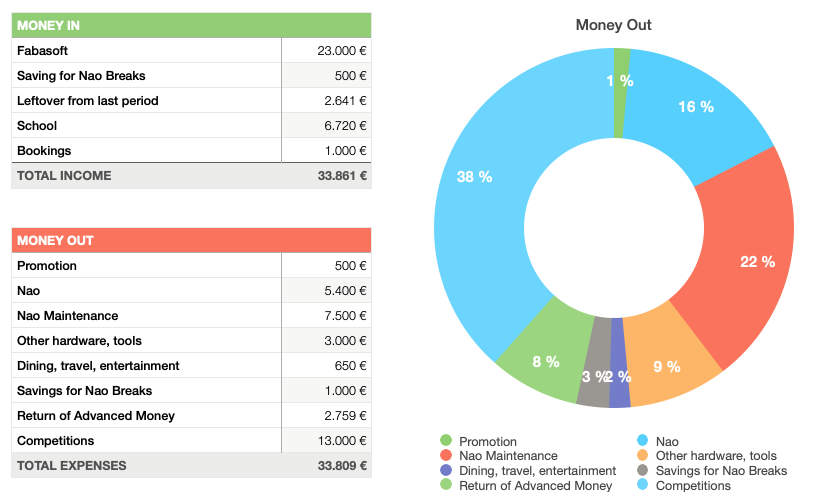 MONEY IN
Fabasoft 23.000 €
Saving for Nao Breaks 500 €
Leftover from last period 2.641 €
School 6.720 €
Bookings 1.000 €
TOTAL INCOME 33.861 €
MONEY OUT
Promotion 500 €
Nao 5.400 €
Nao Maintenance 7.500 €
Other hardware, tools 3.000 €
Dining, travel, entertainment 650 €
Savings for Nao Breaks 1.000 €
Return of Advanced Money 2.759 €
Competitions 13.000 €
TOTAL EXPENSES 33.809 €
Money Out
1 %
16 %
38 %
22 %
8 %
3 %
2 %
9 %
Promotion Nao
Nao Maintenance Other hardware, tools
Dining, travel, entertainment Savings for Nao Breaks
Return of Advanced Money Competitions